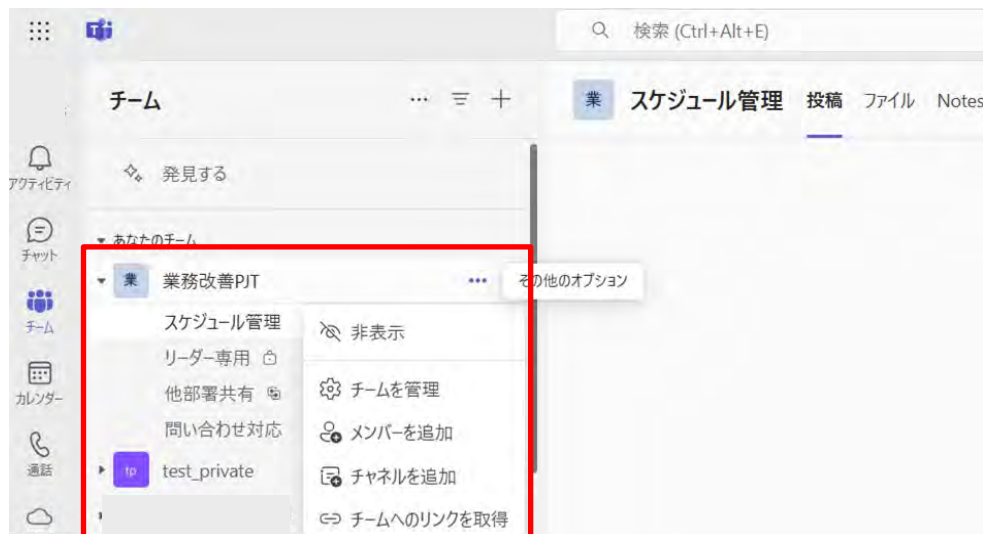 検索 (Ctrl+Alt+E)
チーム
業 スケジュール管理 投稿 ファイル Notes
アクティビティ
発見する
チャット
あなたのチーム
業 業務改善PJT
その他のオプション
チーム
スケジュール管理
非表示
リーダー専用
カレンダー
他部署共有
チームを管理
問い合わせ対応
メンバーを追加
通話
tp test_private
チャネルを追加
チームへのリンクを取得